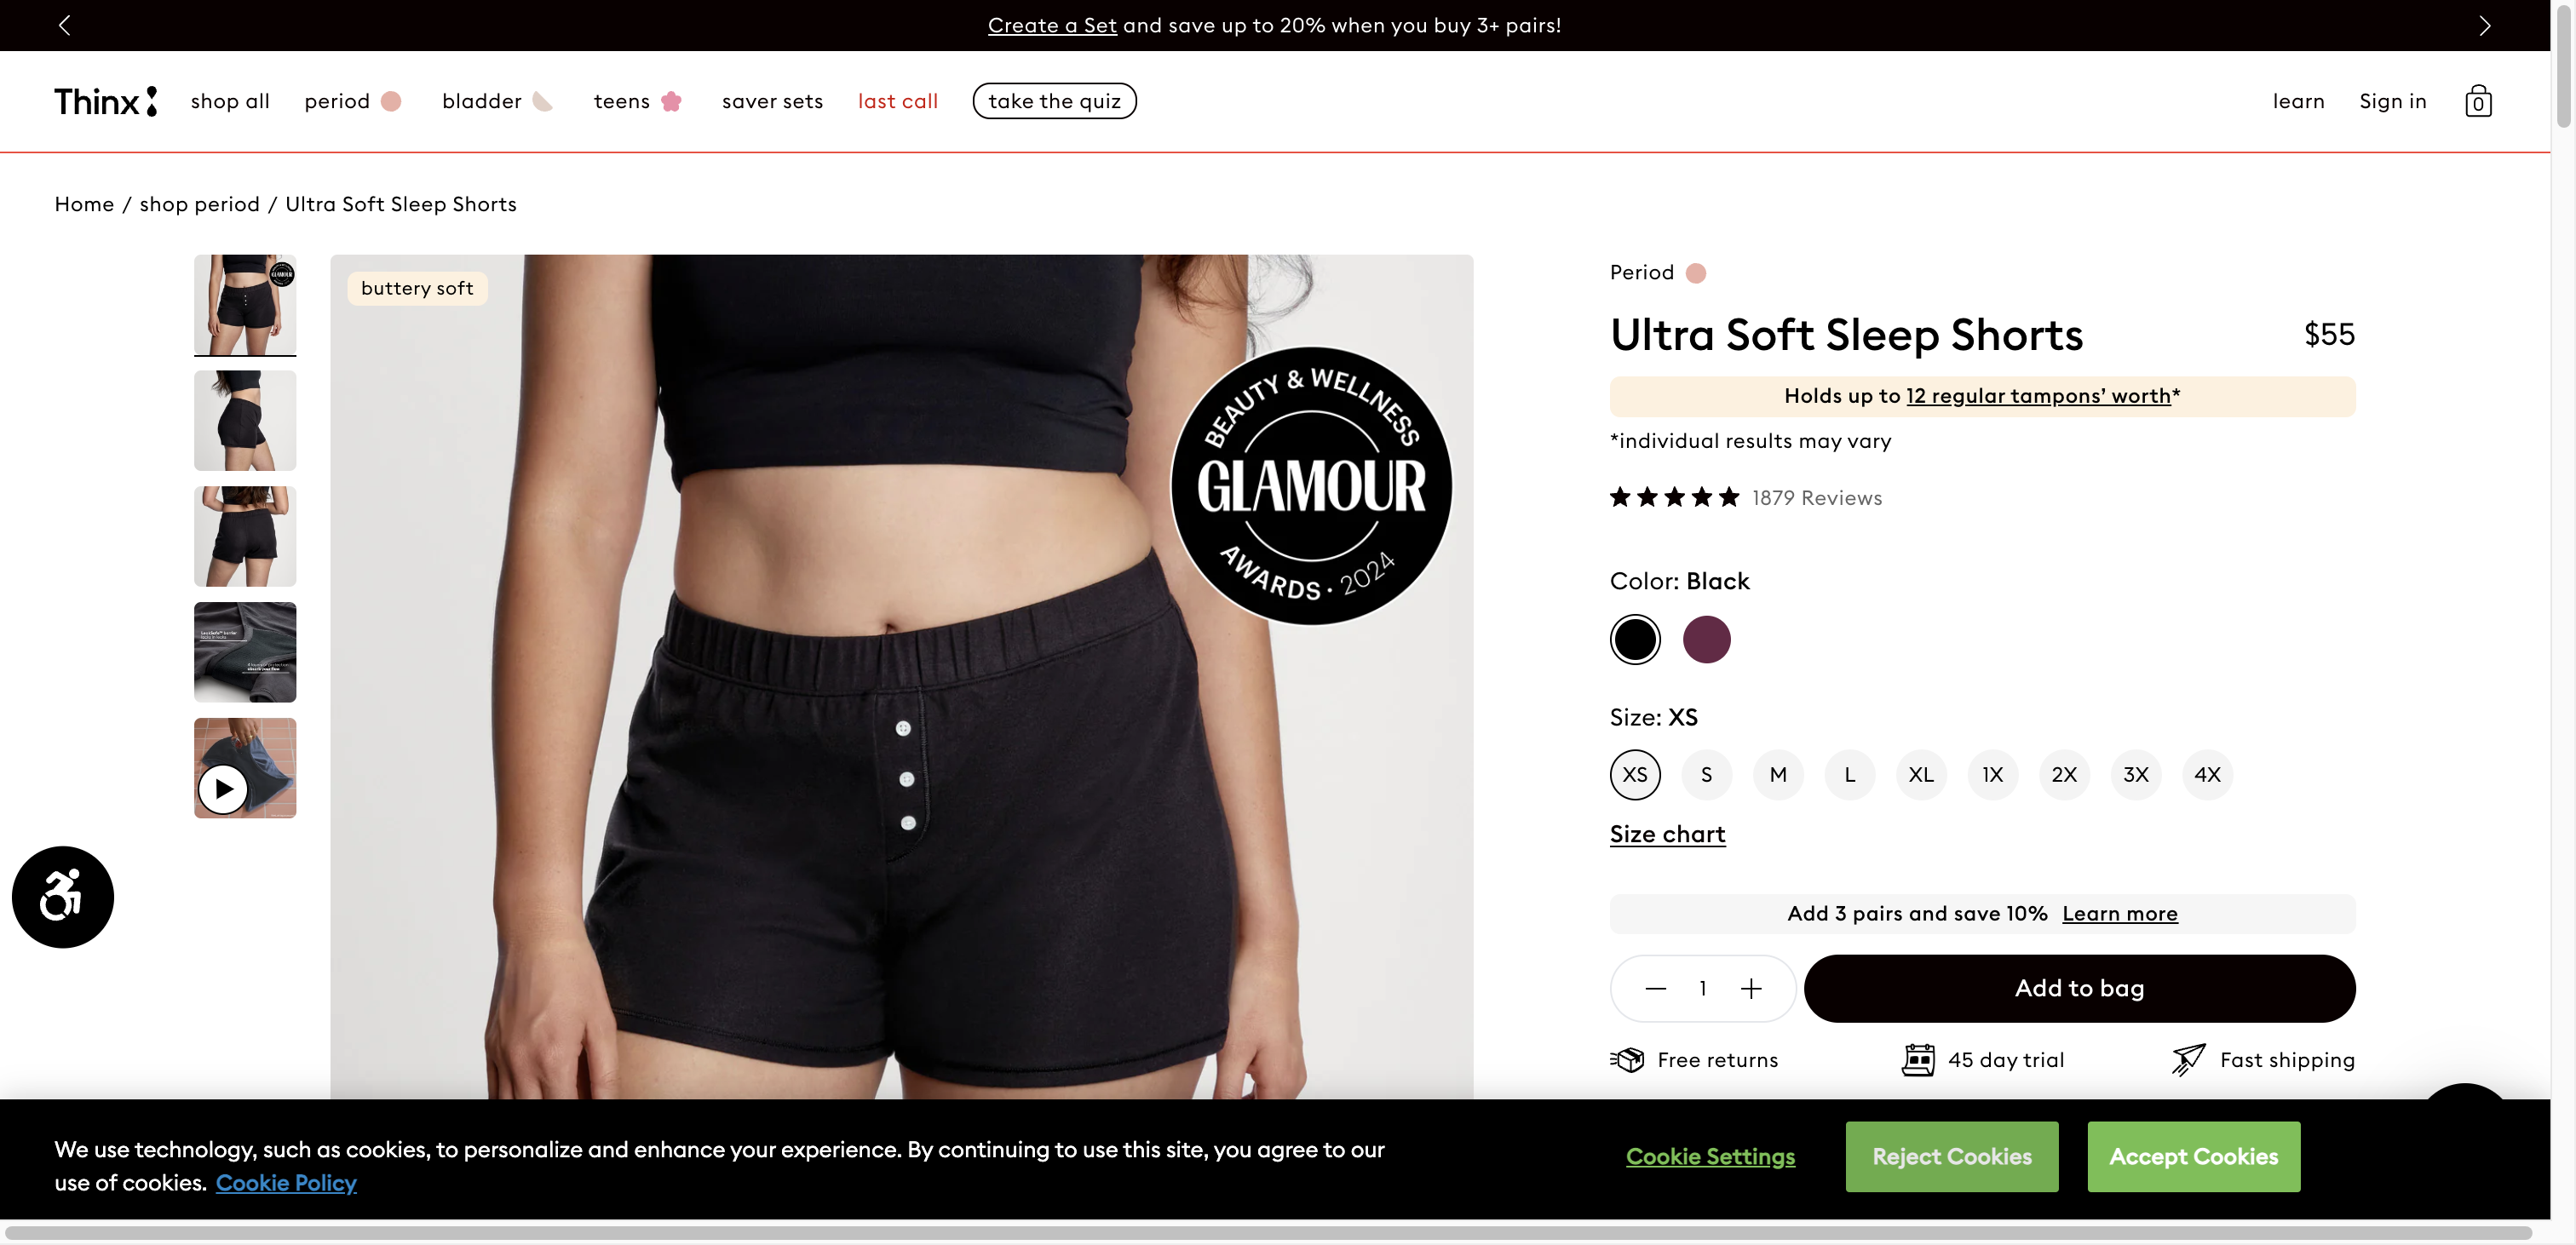 Create a Set and save up to 20% when you buy 3+ pairs!
Thinx
shop all
period
bladder
teens
saver sets
last call
take the quiz
learn
Sign in
0
Home / shop period / Ultra Soft Sleep Shorts
GLAMOUR
buttery soft
BEAUTY & WELLNESS
GLAMOUR
AWARDS · 2024
Period
Ultra Soft Sleep Shorts
$55
Holds up to 12 regular tampons’ worth*
*individual results may vary
1879 Reviews
Color: Black
Size: XS
XS
S
M
L
XL
1X
2X
3X
4X
Size chart
Add 3 pairs and save 10% Learn more
1
Add to bag
Free returns
45 day trial
Fast shipping
We use technology, such as cookies, to personalize and enhance your experience. By continuing to use this site, you agree to our
use of cookies. Cookie Policy
Cookie Settings
Reject Cookies
Accept Cookies